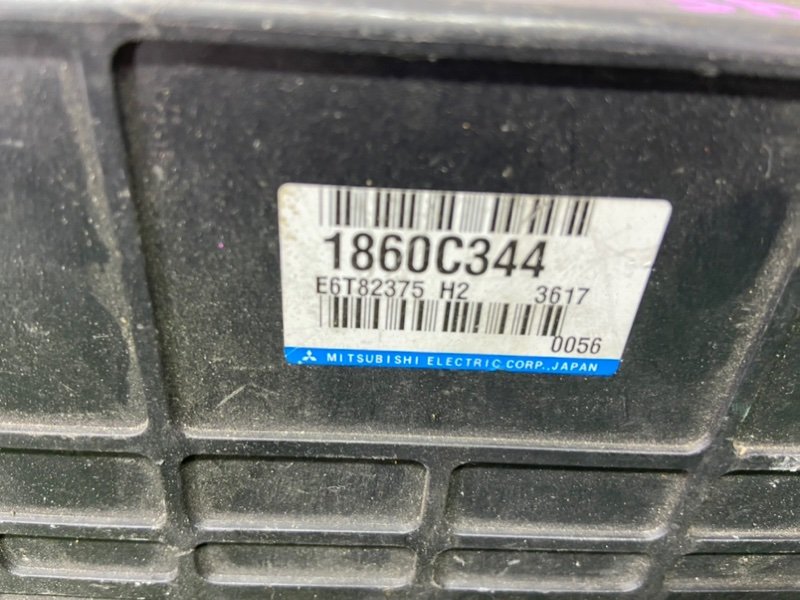 1860C344
E6T82375 H2 3617
0056
MITSUBISHI ELECTRIC CORP., JAPAN